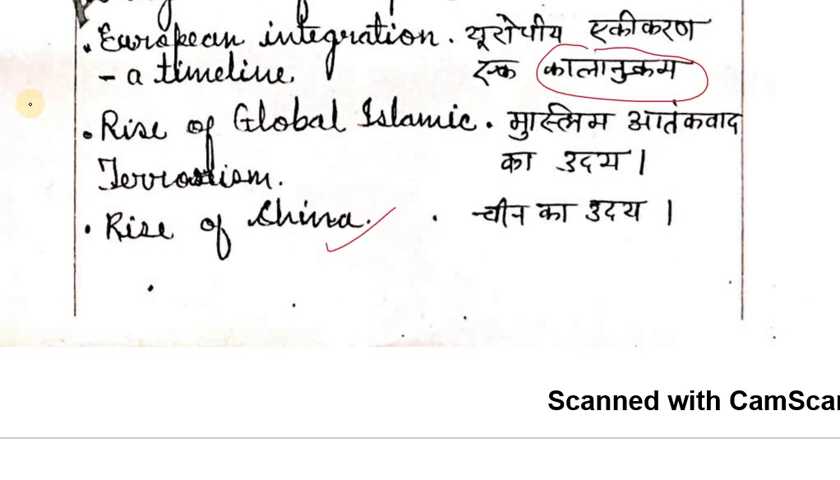 • European integration. यूरोपीय एकीकरण
- a timeline. एक कालानुक्रम
• Rise of Global Islamic • मुस्लिम आतंकवाद
Terrorism. का उदय।
• Rise of China. • चीन का उदय।
Scanned with CamScan